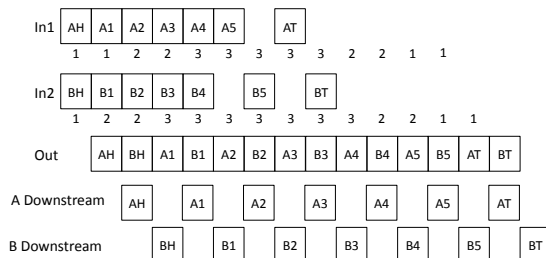 In1 AH A1 A2 A3 A4 A5 AT
1 1 2 2 3 3 3 3 3 2 2 1 1
In2 BH B1 B2 B3 B4 B5 BT
1 2 2 3 3 3 3 3 3 3 2 2 1 1
Out AH BH A1 B1 A2 B2 A3 B3 A4 B4 A5 B5 AT BT
A Downstream AH A1 A2 A3 A4 A5 AT
B Downstream BH B1 B2 B3 B4 B5 BT